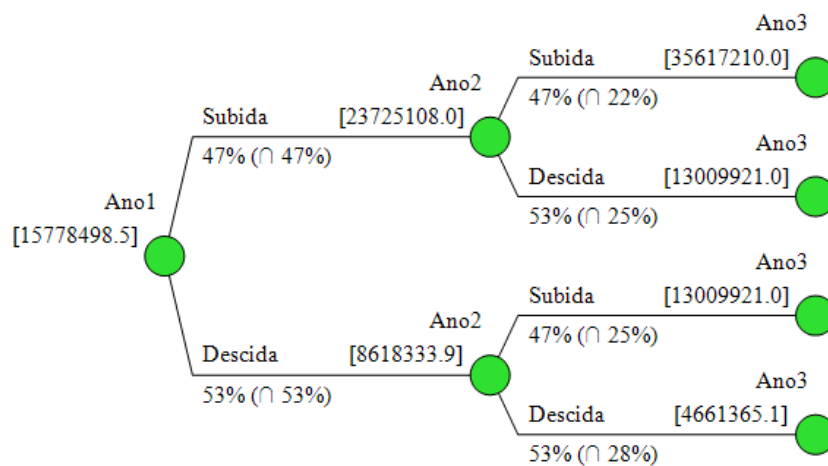 Ano3
Subida [35617210.0]
47% (∩ 22%)
Ano2
Subida [23725108.0]
47% (∩ 47%)
Ano3
Descida [13009921.0]
53% (∩ 25%)
Ano1
[15778498.5]
Ano3
Subida [13009921.0]
47% (∩ 25%)
Ano2
Descida [8618333.9]
53% (∩ 53%)
Ano3
Descida [4661365.1]
53% (∩ 28%)